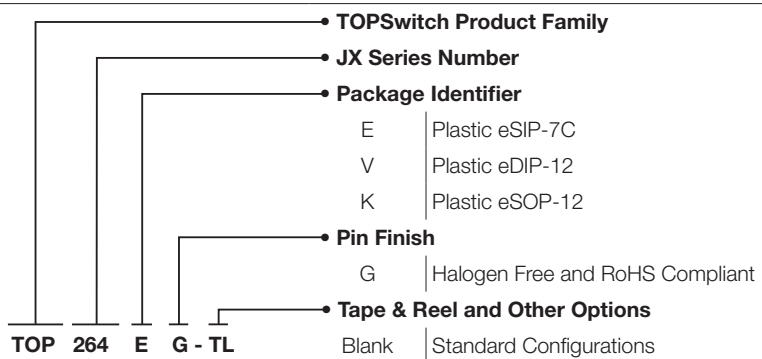 TOPSwitch Product Family
JX Series Number
Package Identifier
E Plastic eSIP-7C
V Plastic eDIP-12
K Plastic eSOP-12
Pin Finish
G Halogen Free and RoHS Compliant
Tape & Reel and Other Options
Blank Standard Configurations
TOP 264 E G - TL